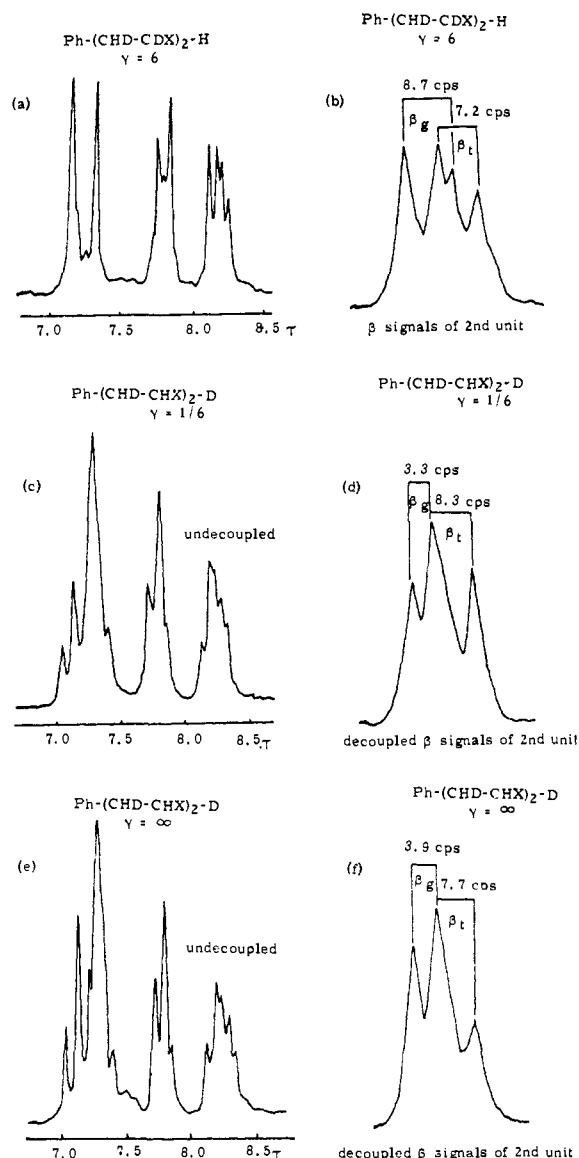 Ph-(CHD-CDX)₂-H
γ = 6
(a)
7.0 7.5 8.0 8.5 τ
Ph-(CHD-CDX)₂-H
γ = 6
(b)
8.7 cps
7.2 cps
βg
βt
β signals of 2nd unit
Ph-(CHD-CHX)₂-D
γ = 1/6
(c)
undecoupled
7.0 7.5 8.0 8.5.τ
Ph-(CHD-CHX)₂-D
γ = 1/6
(d)
3.3 cps
8.3 cps
βg
βt
decoupled β signals of 2nd unit
Ph-(CHD-CHX)₂-D
γ = ∞
(e)
undecoupled
7.0 7.5 8.0 8.5 τ
Ph-(CHD-CHX)₂-D
γ = ∞
(f)
3.9 cps
7.7 cps
βg
βt
decoupled β signals of 2nd unit